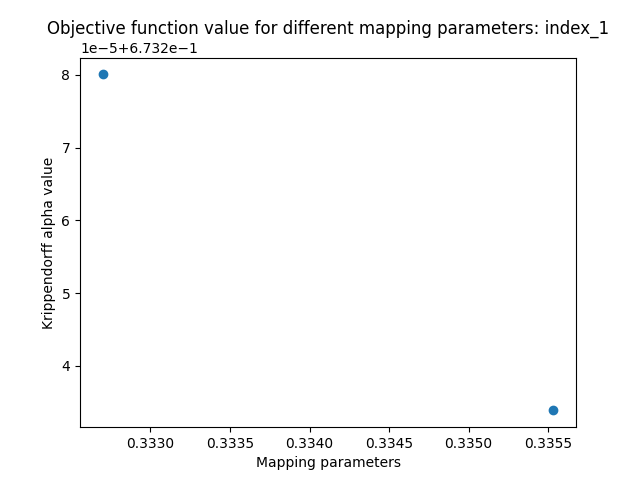 Objective function value for different mapping parameters: index_1
1e−5+6.732e−1
8
7
6
5
4
Krippendorff alpha value
0.3330 0.3335 0.3340 0.3345 0.3350 0.3355
Mapping parameters